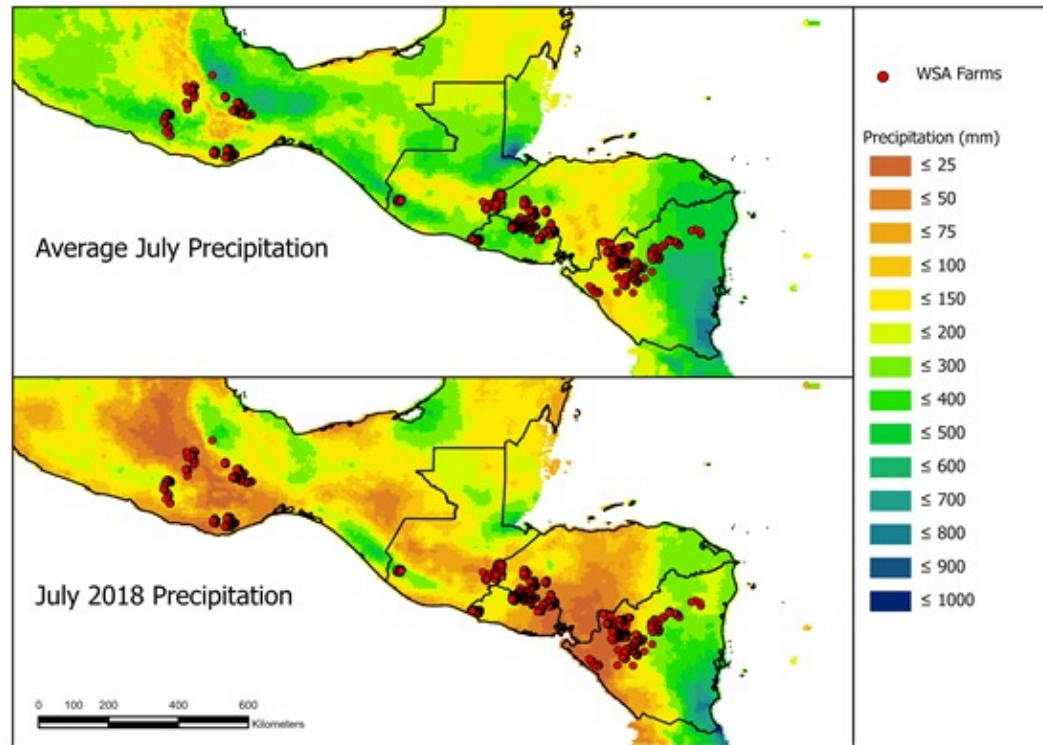 Average July Precipitation
July 2018 Precipitation
0 100 200 400 600
Kilometers
WSA Farms
Precipitation (mm)
≤ 25
≤ 50
≤ 75
≤ 100
≤ 150
≤ 200
≤ 300
≤ 400
≤ 500
≤ 600
≤ 700
≤ 800
≤ 900
≤ 1000